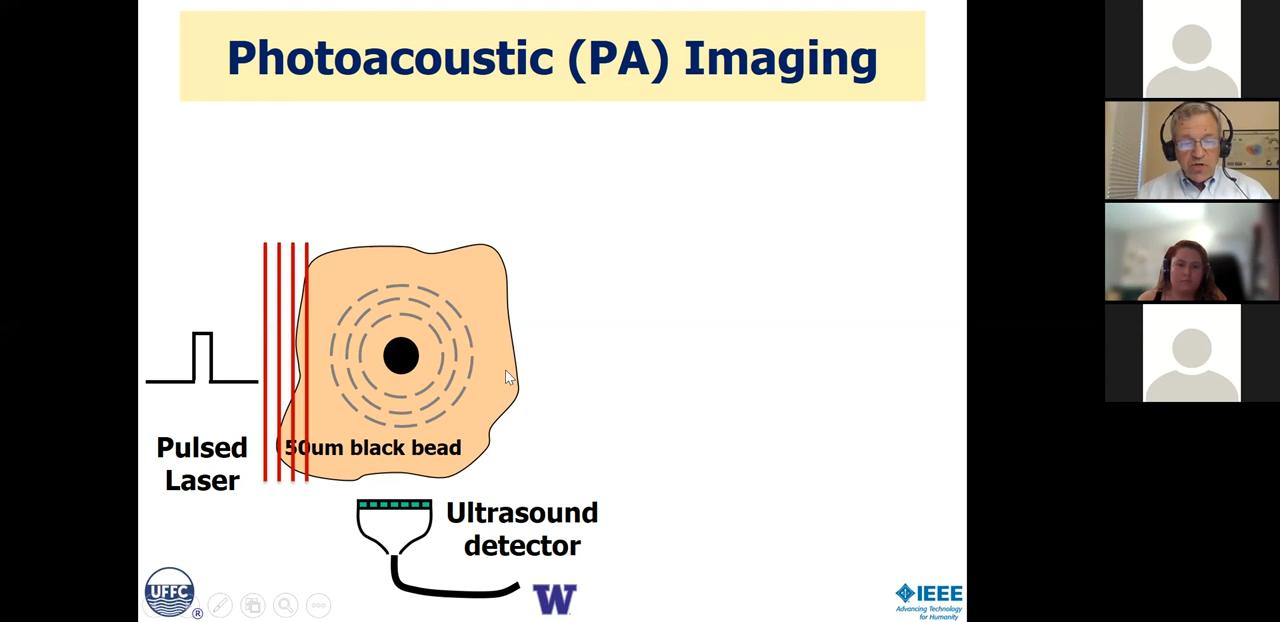 Photoacoustic (PA) Imaging
50um black bead
Pulsed
Laser
Ultrasound
detector
UFFC
®
W
IEEE
Advancing Technology
for Humanity